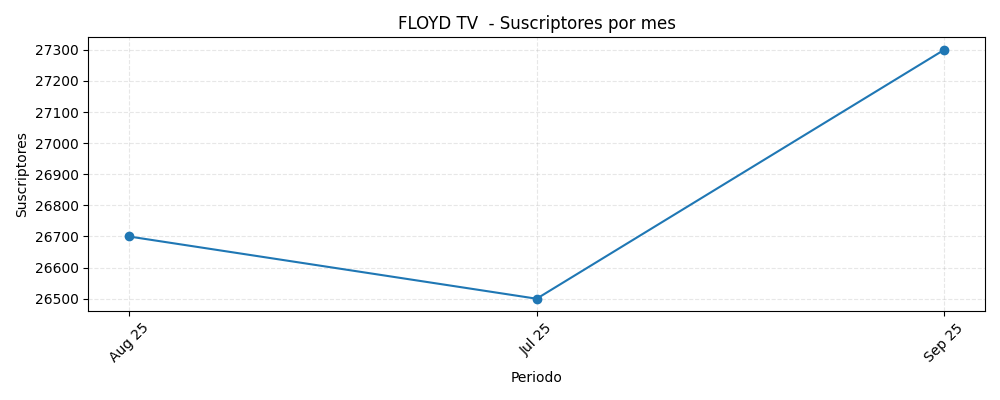 FLOYD TV  - Suscriptores por mes
Suscriptores
27300
27200
27100
27000
26900
26800
26700
26600
26500
Aug 25
Jul 25
Sep 25
Periodo